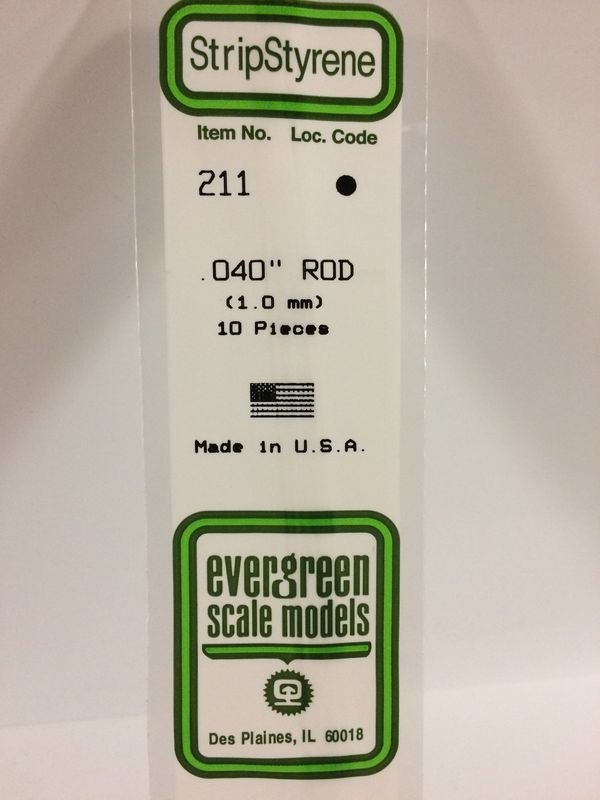 StripStyrene
Item No. Loc. Code
211 ●
.040" ROD
(1.0 mm)
10 Pieces
Made in U.S.A.
evergreen
scale models
Des Plaines, IL 60018